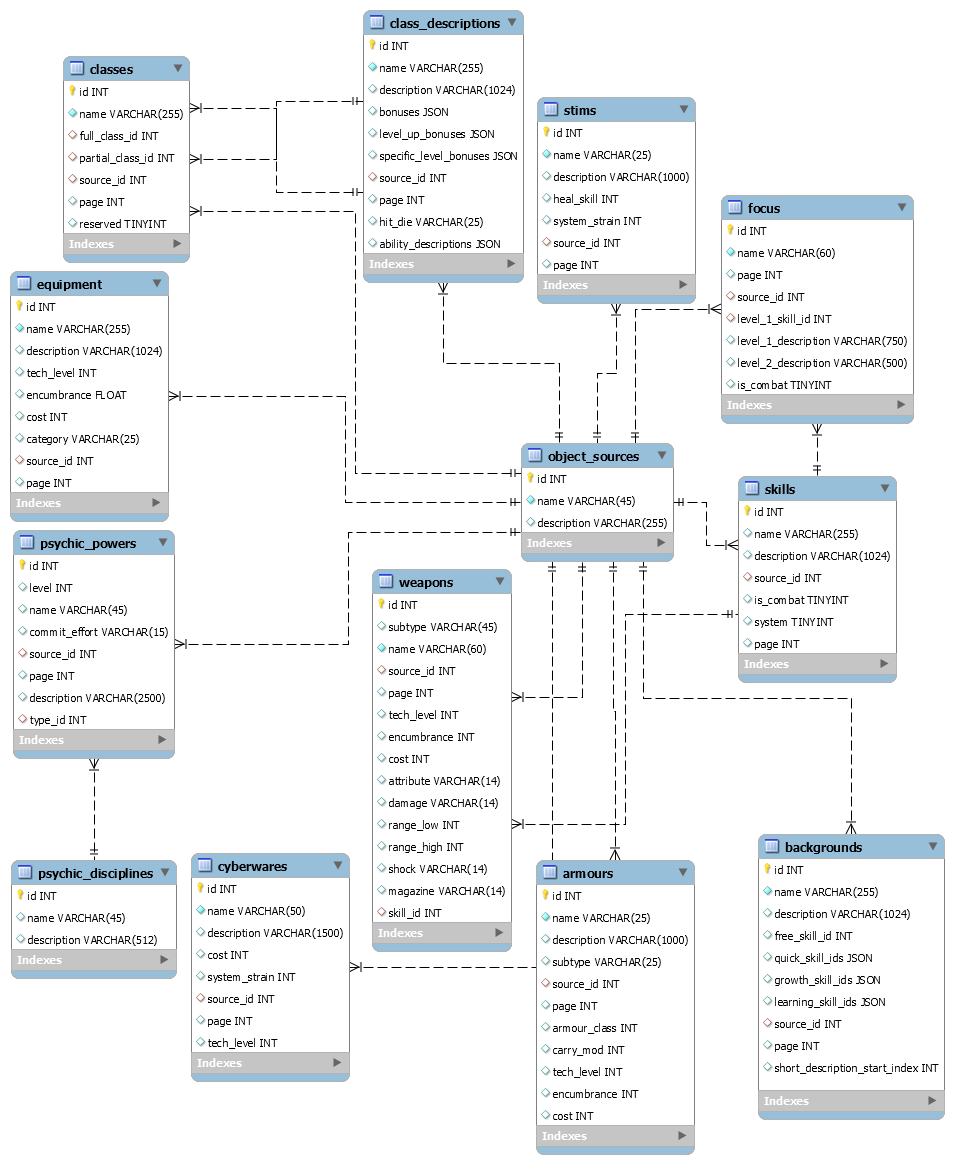 class_descriptions
id INT
name VARCHAR(255)
description VARCHAR(1024)
bonuses JSON
level_up_bonuses JSON
specific_level_bonuses JSON
source_id INT
page INT
hit_die VARCHAR(25)
ability_descriptions JSON
Indexes
classes
id INT
name VARCHAR(255)
full_class_id INT
partial_class_id INT
source_id INT
page INT
reserved TINYINT
Indexes
stims
id INT
name VARCHAR(25)
description VARCHAR(1000)
heal_skill INT
system_strain INT
source_id INT
page INT
Indexes
focus
id INT
name VARCHAR(60)
page INT
source_id INT
level_1_skill_id INT
level_1_description VARCHAR(750)
level_2_description VARCHAR(500)
is_combat TINYINT
Indexes
equipment
id INT
name VARCHAR(255)
description VARCHAR(1024)
tech_level INT
encumbrance FLOAT
cost INT
category VARCHAR(25)
source_id INT
page INT
Indexes
object_sources
id INT
name VARCHAR(45)
description VARCHAR(255)
Indexes
skills
id INT
name VARCHAR(255)
description VARCHAR(1024)
source_id INT
is_combat TINYINT
system TINYINT
page INT
Indexes
psychic_powers
id INT
level INT
name VARCHAR(45)
commit_effort VARCHAR(15)
source_id INT
page INT
description VARCHAR(2500)
type_id INT
Indexes
weapons
id INT
subtype VARCHAR(45)
name VARCHAR(60)
source_id INT
page INT
tech_level INT
encumbrance INT
cost INT
attribute VARCHAR(14)
damage VARCHAR(14)
range_low INT
range_high INT
shock VARCHAR(14)
magazine VARCHAR(14)
skill_id INT
Indexes
psychic_disciplines
id INT
name VARCHAR(45)
description VARCHAR(512)
Indexes
cyberwares
id INT
name VARCHAR(50)
description VARCHAR(1500)
cost INT
system_strain INT
source_id INT
page INT
tech_level INT
Indexes
armours
id INT
name VARCHAR(25)
description VARCHAR(1000)
subtype VARCHAR(25)
source_id INT
page INT
armour_class INT
carry_mod INT
tech_level INT
encumbrance INT
cost INT
Indexes
backgrounds
id INT
name VARCHAR(255)
description VARCHAR(1024)
free_skill_id INT
quick_skill_ids JSON
growth_skill_ids JSON
learning_skill_ids JSON
source_id INT
page INT
short_description_start_index INT
Indexes